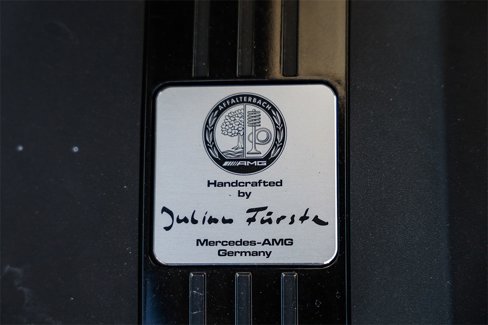 AFFALTERBACH
AMG
Handcrafted
by
Julian Fürste
Mercedes-AMG
Germany